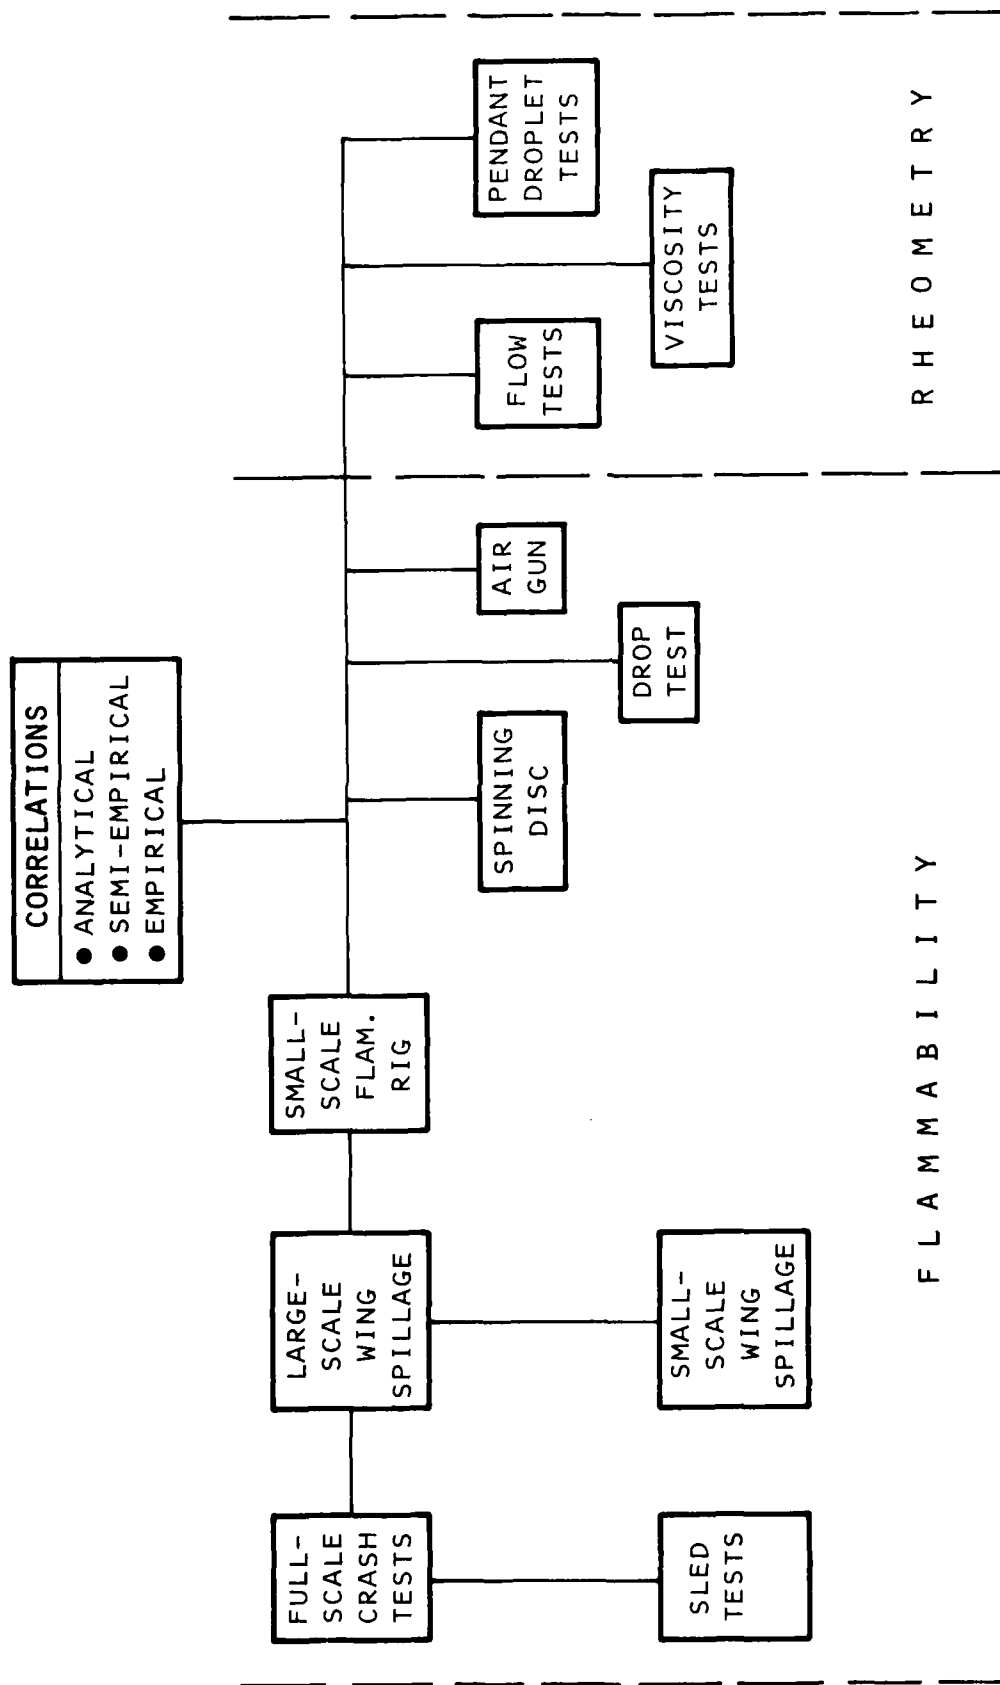 CORRELATIONS
● ANALYTICAL
● SEMI-EMPIRICAL
● EMPIRICAL
FULL-
SCALE
CRASH
TESTS
LARGE-
SCALE
WING
SPILLAGE
SMALL-
SCALE
FLAM.
RIG
SPINNING
DISC
AIR
GUN
FLOW
TESTS
PENDANT
DROPLET
TESTS
DROP
TEST
VISCOSITY
TESTS
SLED
TESTS
SMALL-
SCALE
WING
SPILLAGE
FLAMMABILITY
RHEOMETRY